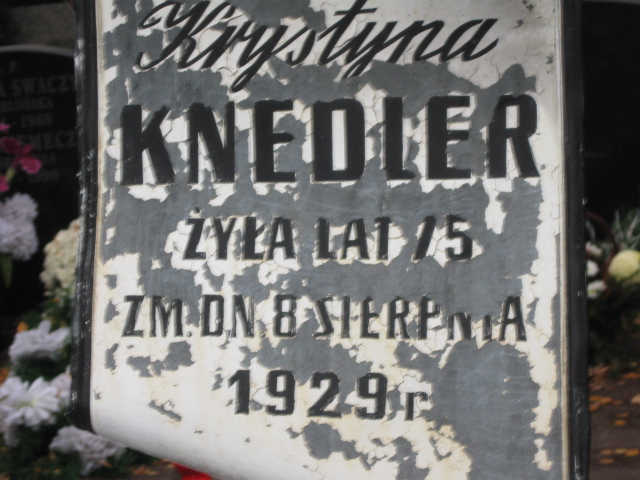 Krystyna
KNEDLER
ŻYŁA LAT 75
ZM. DN. 8 SIERPNIA
1929 r